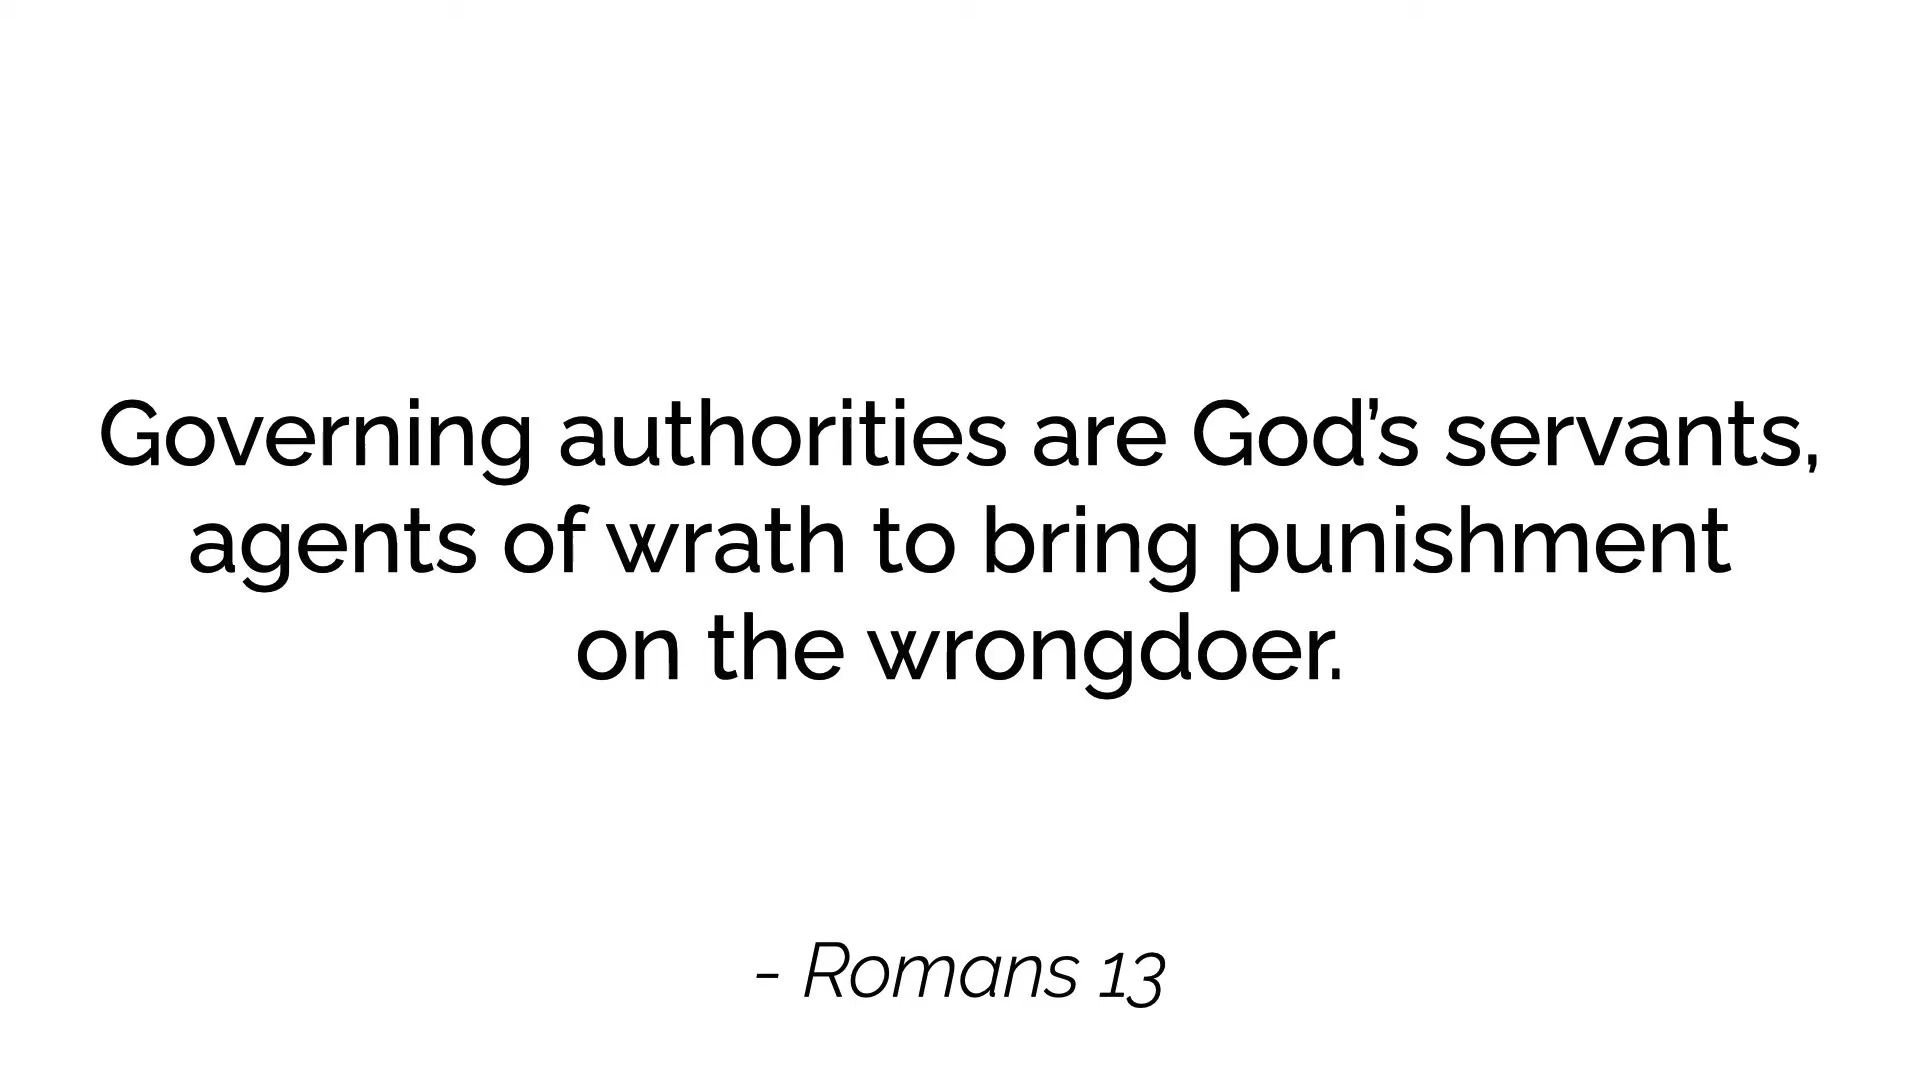 Governing authorities are God’s servants,
agents of wrath to bring punishment
on the wrongdoer.
- Romans 13